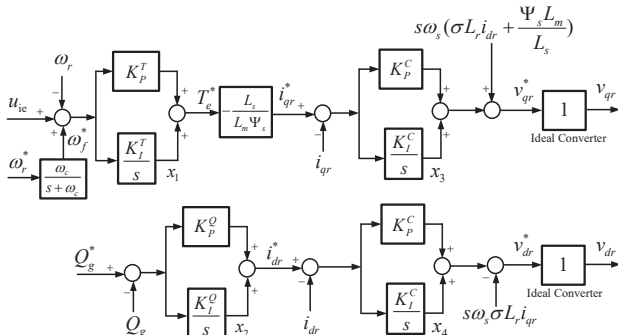 sω_s(σL_r i_dr + Ψ_s L_m / L_s)
ω_r
K_P^T
K_P^C
u_ie
T_e^*
−L_s / L_m Ψ_s
i_qr^*
v_qr^*
1
v_qr
ω_f^*
K_I^T / s
x_1
i_qr
K_I^C / s
x_3
Ideal Converter
ω_r^*
ω_c / s + ω_c
K_P^Q
K_P^C
Q_g^*
i_dr^*
v_dr^*
1
v_dr
Q_g
K_I^Q / s
x_2
i_dr
K_I^C / s
x_4
sω_s σL_r i_qr
Ideal Converter